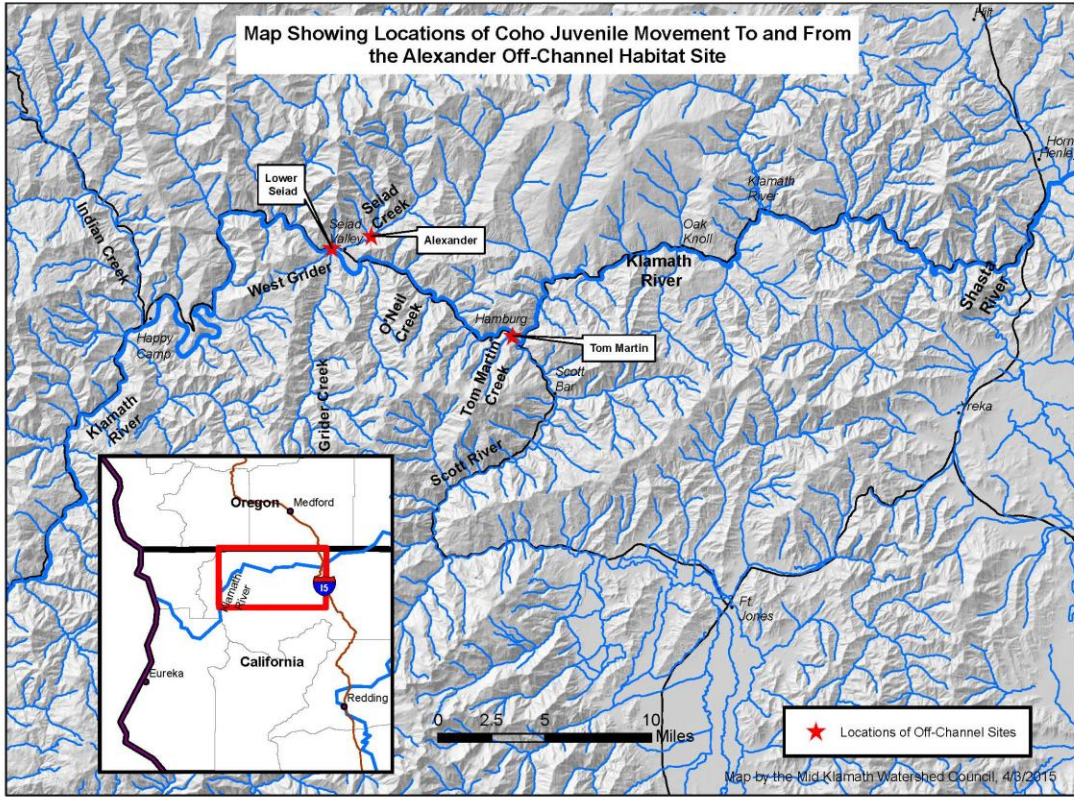 Map Showing Locations of Coho Juvenile Movement To and From
the Alexander Off-Channel Habitat Site
Hilt
Horn
Henley
Lower
Seiad
Seiad
Valley
Seiad
Creek
Alexander
Klamath
River
Indian Creek
Oak
Knoll
West Grider
Klamath
River
Shasta
River
O'Neil
Creek
Happy
Camp
Hamburg
Tom Martin
Tom Martin
Creek
Scott
Bar
Klamath
River
Grider Creek
Yreka
Scott River
Oregon
Medford
Klamath
River
15
California
Eureka
Redding
Ft.
Jones
0 2.5 5 10
Miles
Locations of Off-Channel Sites
Map by the Mid Klamath Watershed Council, 4/3/2015